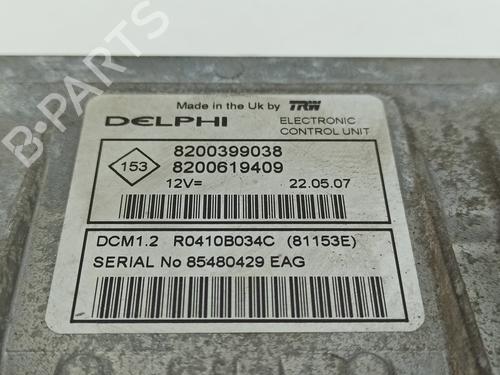 B-Parts
Made in the Uk by TRW
DELPHI ELECTRONIC
CONTROL UNIT
153 8200399038
8200619409
12V= 22.05.07
DCM1.2 R0410B034C (81153E)
SERIAL No 85480429 EAG